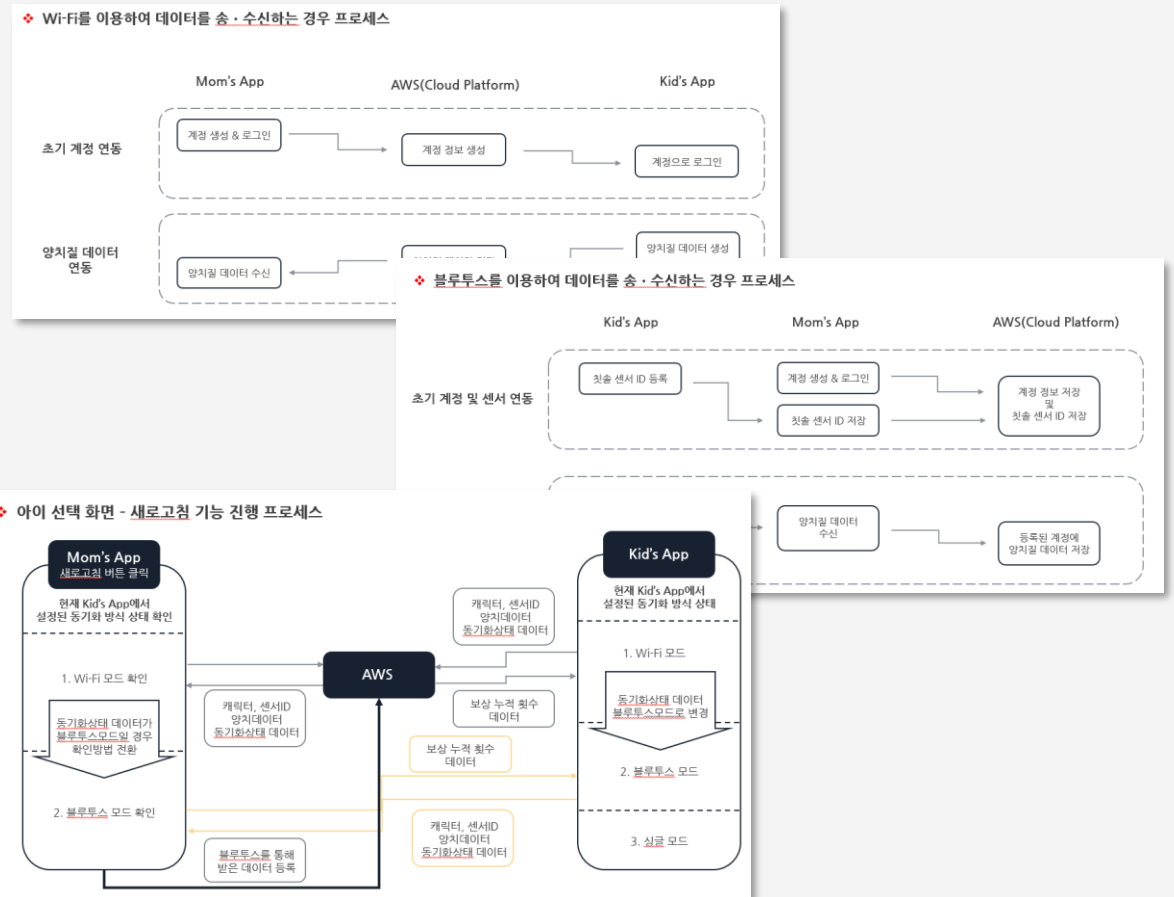 ❖ Wi-Fi를 이용하여 데이터를 송·수신하는 경우 프로세스
Mom's App
AWS(Cloud Platform)
Kid's App
초기 계정 연동
계정 생성 & 로그인
계정 정보 생성
계정으로 로그인
양치질 데이터
연동
양치질 데이터 생성
양치질 데이터 수신
❖ 블루투스를 이용하여 데이터를 송·수신하는 경우 프로세스
Kid's App
Mom's App
AWS(Cloud Platform)
초기 계정 및 센서 연동
칫솔 센서 ID 등록
계정 생성 & 로그인
칫솔 센서 ID 저장
계정 정보 저장
및
칫솔 센서 ID 저장
양치질 데이터
수신
등록된 계정에
양치질 데이터 저장
❖ 아이 선택 화면 - 새로고침 기능 진행 프로세스
Mom's App
새로고침 버튼 클릭
현재 Kid's App에서
설정된 동기화 방식 상태 확인
1. Wi-Fi 모드 확인
동기화상태 데이터가
블루투스모드일 경우
확인방법 전환
2. 블루투스 모드 확인
캐릭터, 센서ID
양치데이터
동기화상태 데이터
AWS
캐릭터, 센서ID
양치데이터
동기화상태 데이터
보상 누적 횟수
데이터
보상 누적 횟수
데이터
캐릭터, 센서ID
양치데이터
동기화상태 데이터
블루투스를 통해
받은 데이터 등록
Kid's App
현재 Kid's App에서
설정된 동기화 방식 상태
1. Wi-Fi 모드
동기화상태 데이터
블루투스모드로 변경
2. 블루투스 모드
3. 싱글 모드